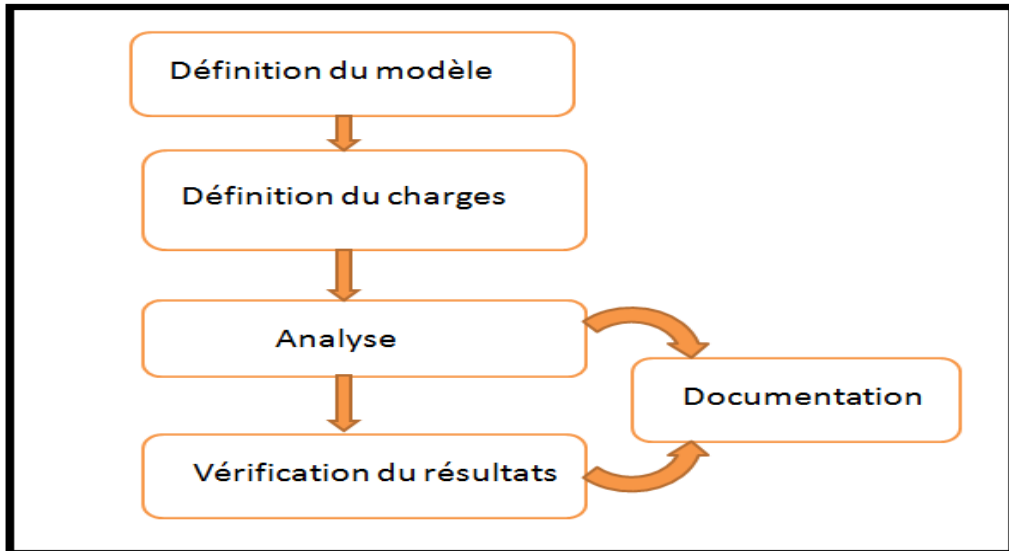 Définition du modèle
Définition du charges
Analyse
Documentation
Vérification du résultats